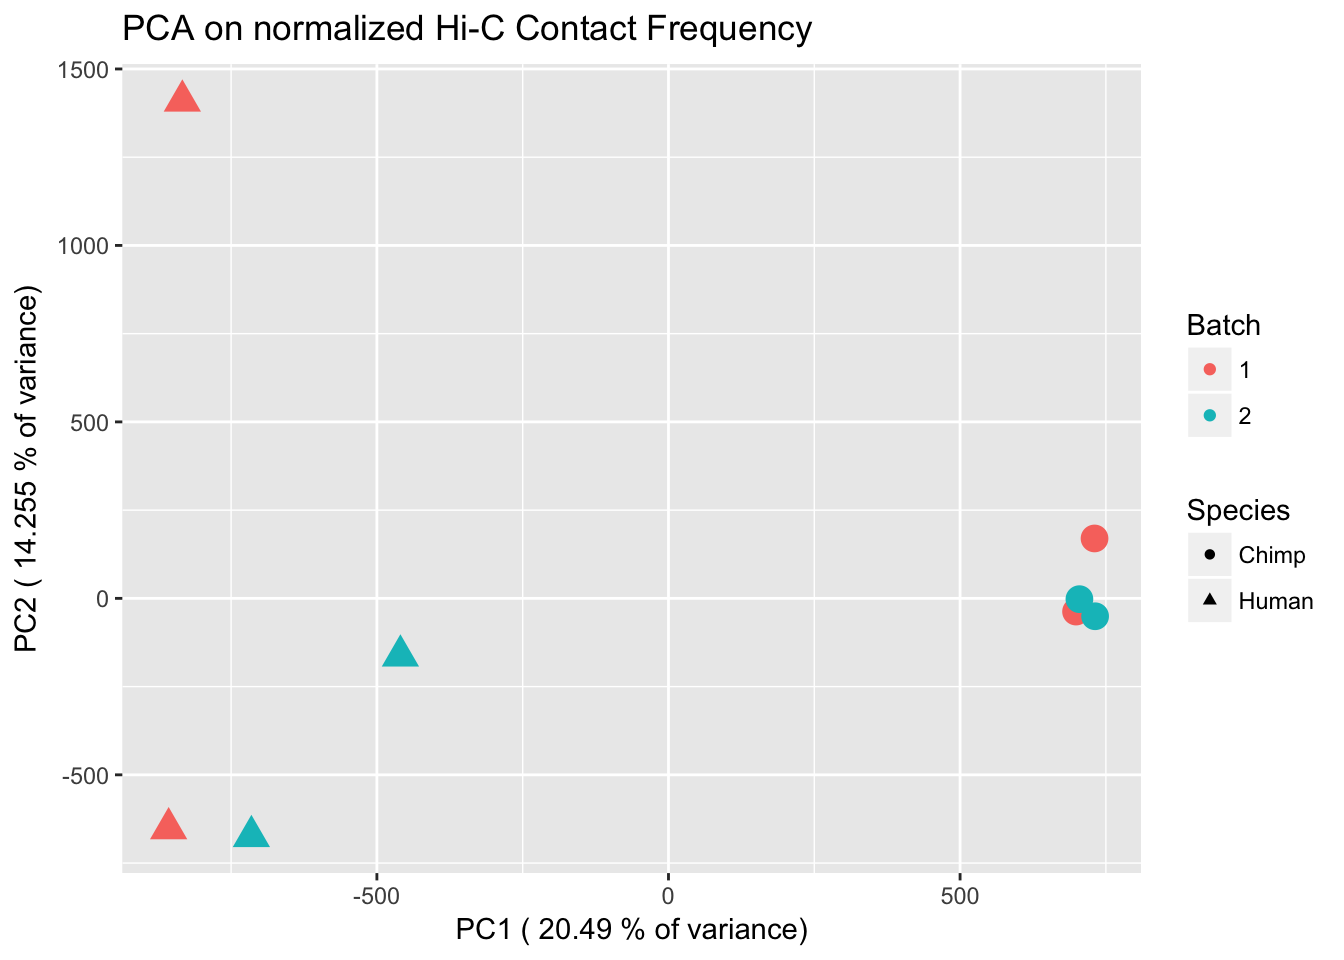 PCA on normalized Hi-C Contact Frequency
1500
1000
500
0
-500
PC2 ( 14.255 % of variance)
-500
0
500
PC1 ( 20.49 % of variance)
Batch
1
2
Species
Chimp
Human